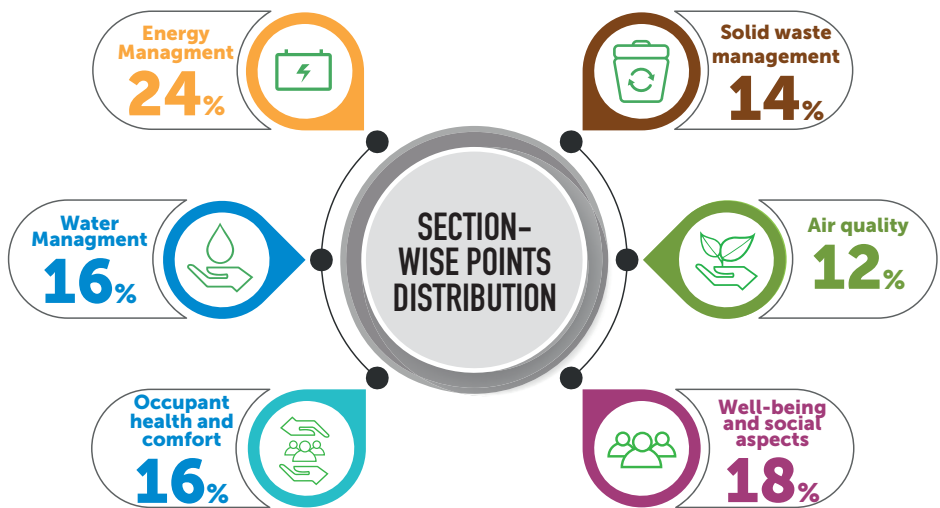 Energy
Managment
24%
Solid waste
management
14%
SECTION-
WISE POINTS
DISTRIBUTION
Water
Managment
16%
Air quality
12%
Occupant
health and
comfort
16%
Well-being
and social
aspects
18%